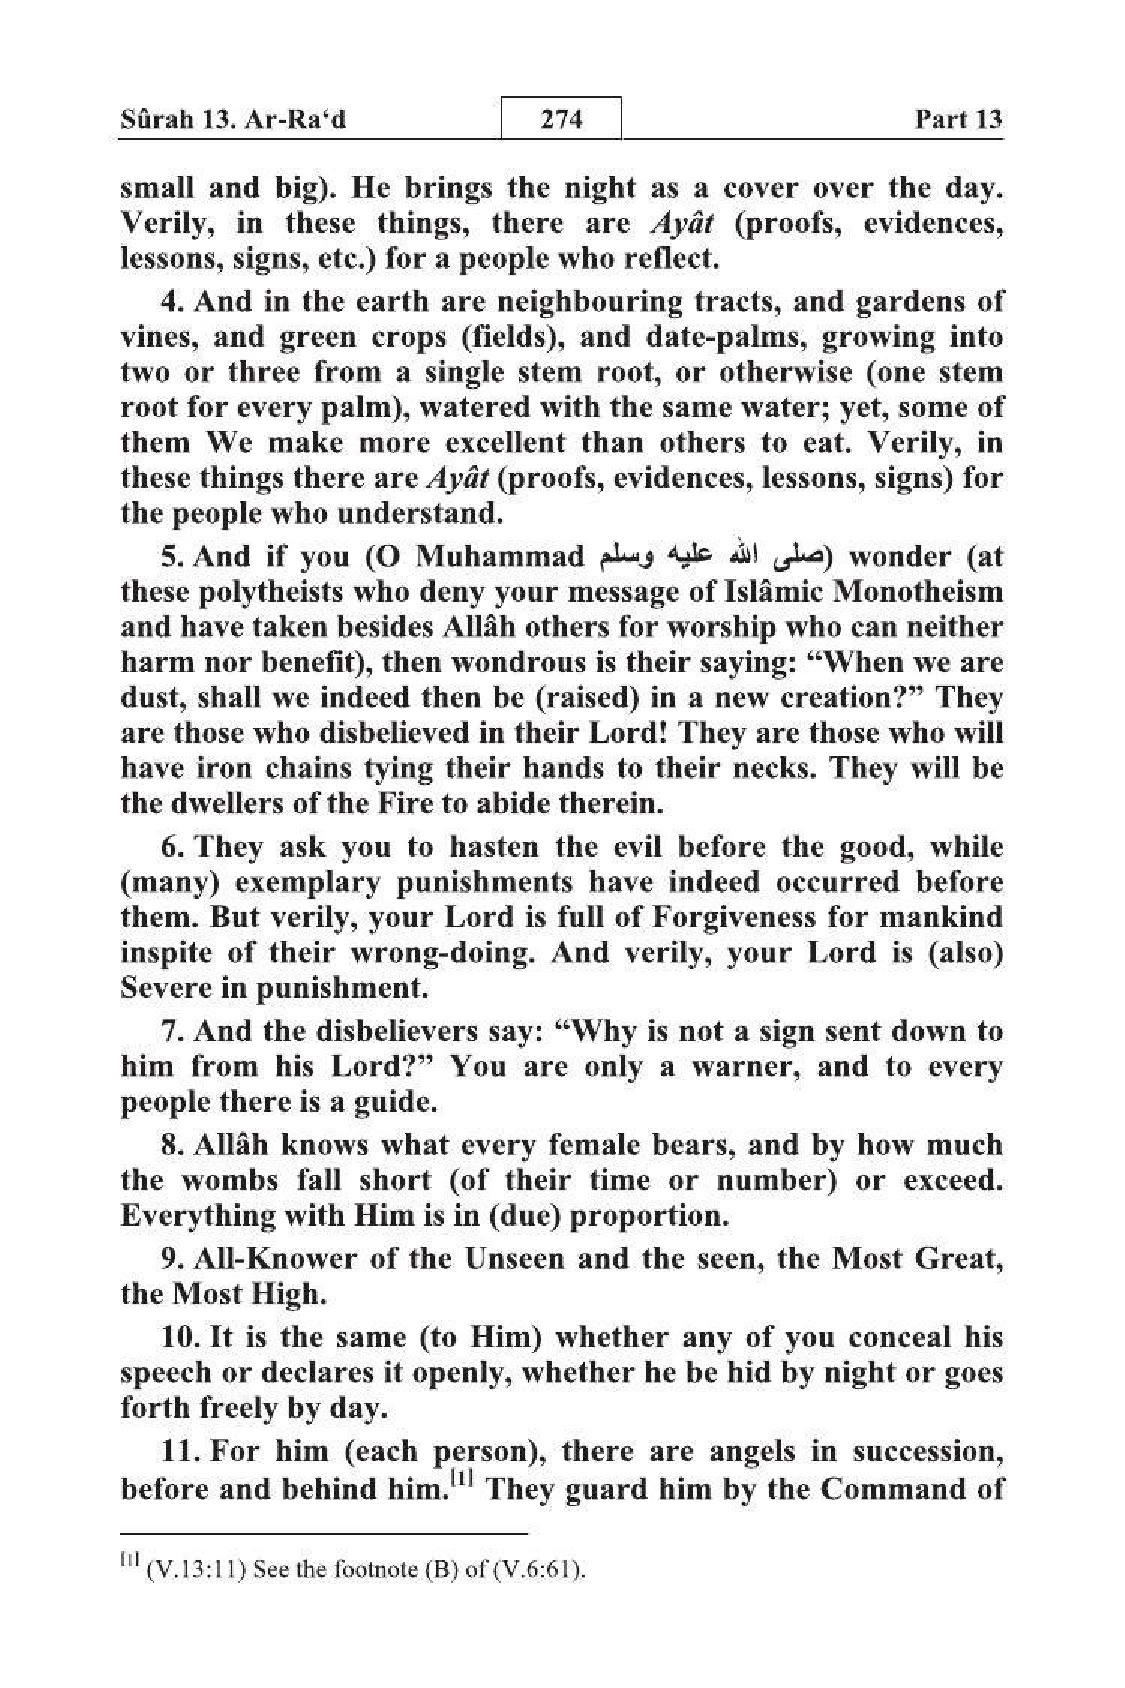 Sûrah 13. Ar-Ra‘d 274 Part 13
small and big). He brings the night as a cover over the day.
Verily, in these things, there are Ayât (proofs, evidences,
lessons, signs, etc.) for a people who reflect.
4. And in the earth are neighbouring tracts, and gardens of
vines, and green crops (fields), and date-palms, growing into
two or three from a single stem root, or otherwise (one stem
root for every palm), watered with the same water; yet, some of
them We make more excellent than others to eat. Verily, in
these things there are Ayât (proofs, evidences, lessons, signs) for
the people who understand.
5. And if you (O Muhammad صلى الله عليه وسلم) wonder (at
these polytheists who deny your message of Islâmic Monotheism
and have taken besides Allâh others for worship who can neither
harm nor benefit), then wondrous is their saying: “When we are
dust, shall we indeed then be (raised) in a new creation?” They
are those who disbelieved in their Lord! They are those who will
have iron chains tying their hands to their necks. They will be
the dwellers of the Fire to abide therein.
6. They ask you to hasten the evil before the good, while
(many) exemplary punishments have indeed occurred before
them. But verily, your Lord is full of Forgiveness for mankind
inspite of their wrong-doing. And verily, your Lord is (also)
Severe in punishment.
7. And the disbelievers say: “Why is not a sign sent down to
him from his Lord?” You are only a warner, and to every
people there is a guide.
8. Allâh knows what every female bears, and by how much
the wombs fall short (of their time or number) or exceed.
Everything with Him is in (due) proportion.
9. All-Knower of the Unseen and the seen, the Most Great,
the Most High.
10. It is the same (to Him) whether any of you conceal his
speech or declares it openly, whether he be hid by night or goes
forth freely by day.
11. For him (each person), there are angels in succession,
before and behind him.[1] They guard him by the Command of
[1] (V.13:11) See the footnote (B) of (V.6:61).